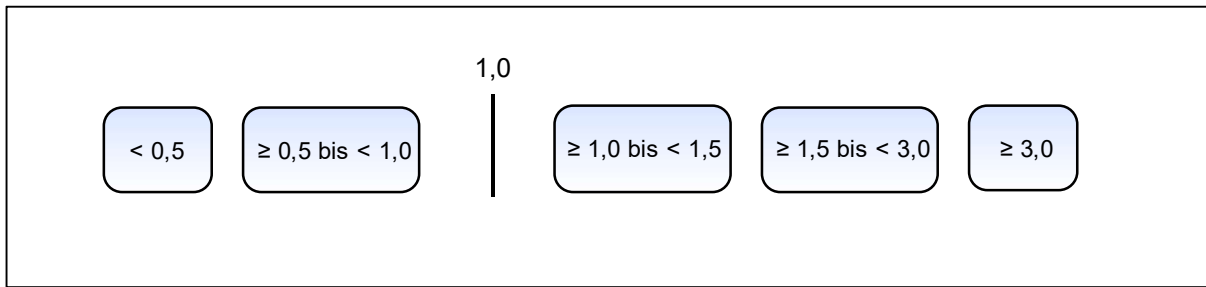 1,0
< 0,5
≥ 0,5 bis < 1,0
≥ 1,0 bis < 1,5
≥ 1,5 bis < 3,0
≥ 3,0